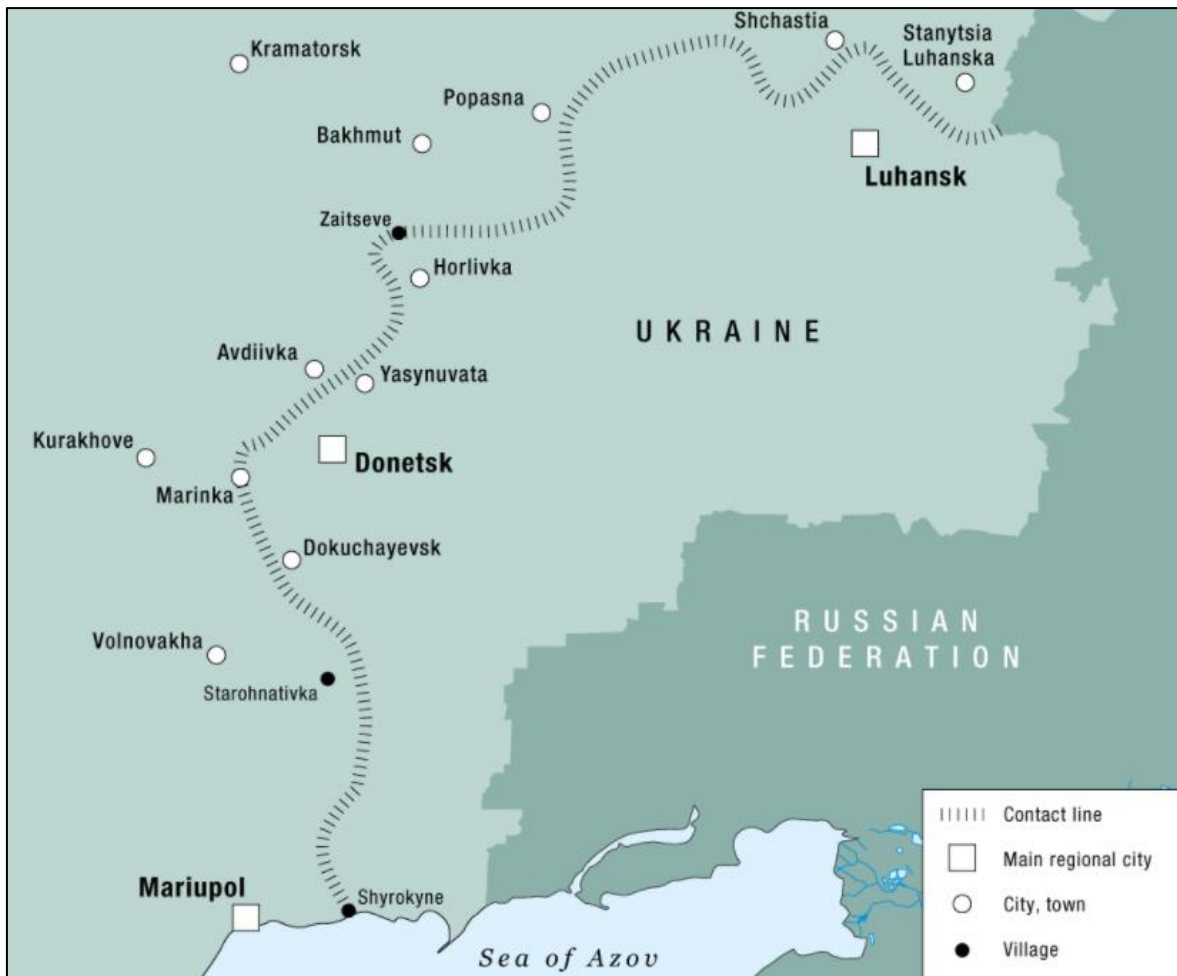 Shchastia
Stanytsia
Luhanska
Kramatorsk
Popasna
Bakhmut
Luhansk
Zaitseve
Horlivka
UKRAINE
Avdiivka
Yasynuvata
Kurakhove
Donetsk
Marinka
Dokuchayevsk
RUSSIAN
FEDERATION
Volnovakha
Starohnativka
Contact line
Main regional city
Mariupol
Shyrokyne
City, town
Village
Sea of Azov